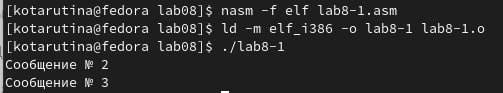 [kotarutina@fedora lab08]$ nasm -f elf lab8-1.asm
[kotarutina@fedora lab08]$ ld -m elf_i386 -o lab8-1 lab8-1.o
[kotarutina@fedora lab08]$ ./lab8-1
Сообщение № 2
Сообщение № 3